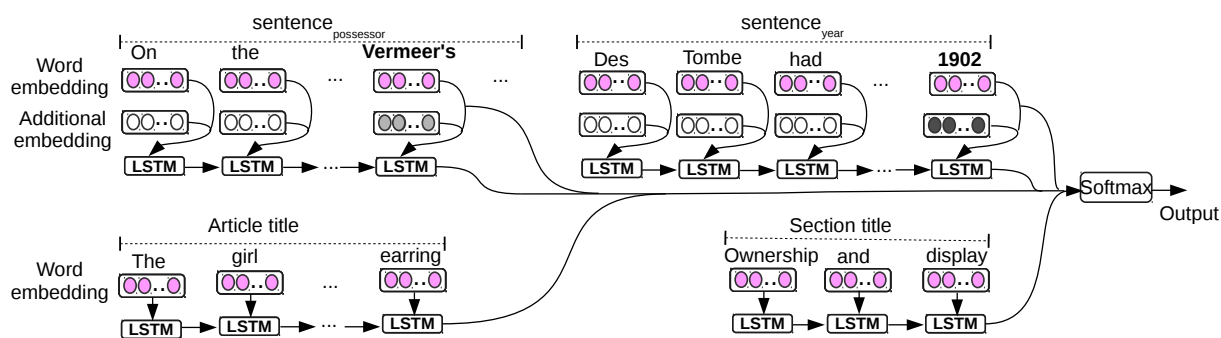 sentence possessor
On the Vermeer's
Word embedding
... ...
Additional embedding
LSTM LSTM ... LSTM
sentence year
Des Tombe had 1902
...
LSTM LSTM LSTM ... LSTM
Softmax
Output
Article title
The girl earring
Word embedding
...
LSTM LSTM ... LSTM
Section title
Ownership and display
LSTM LSTM LSTM